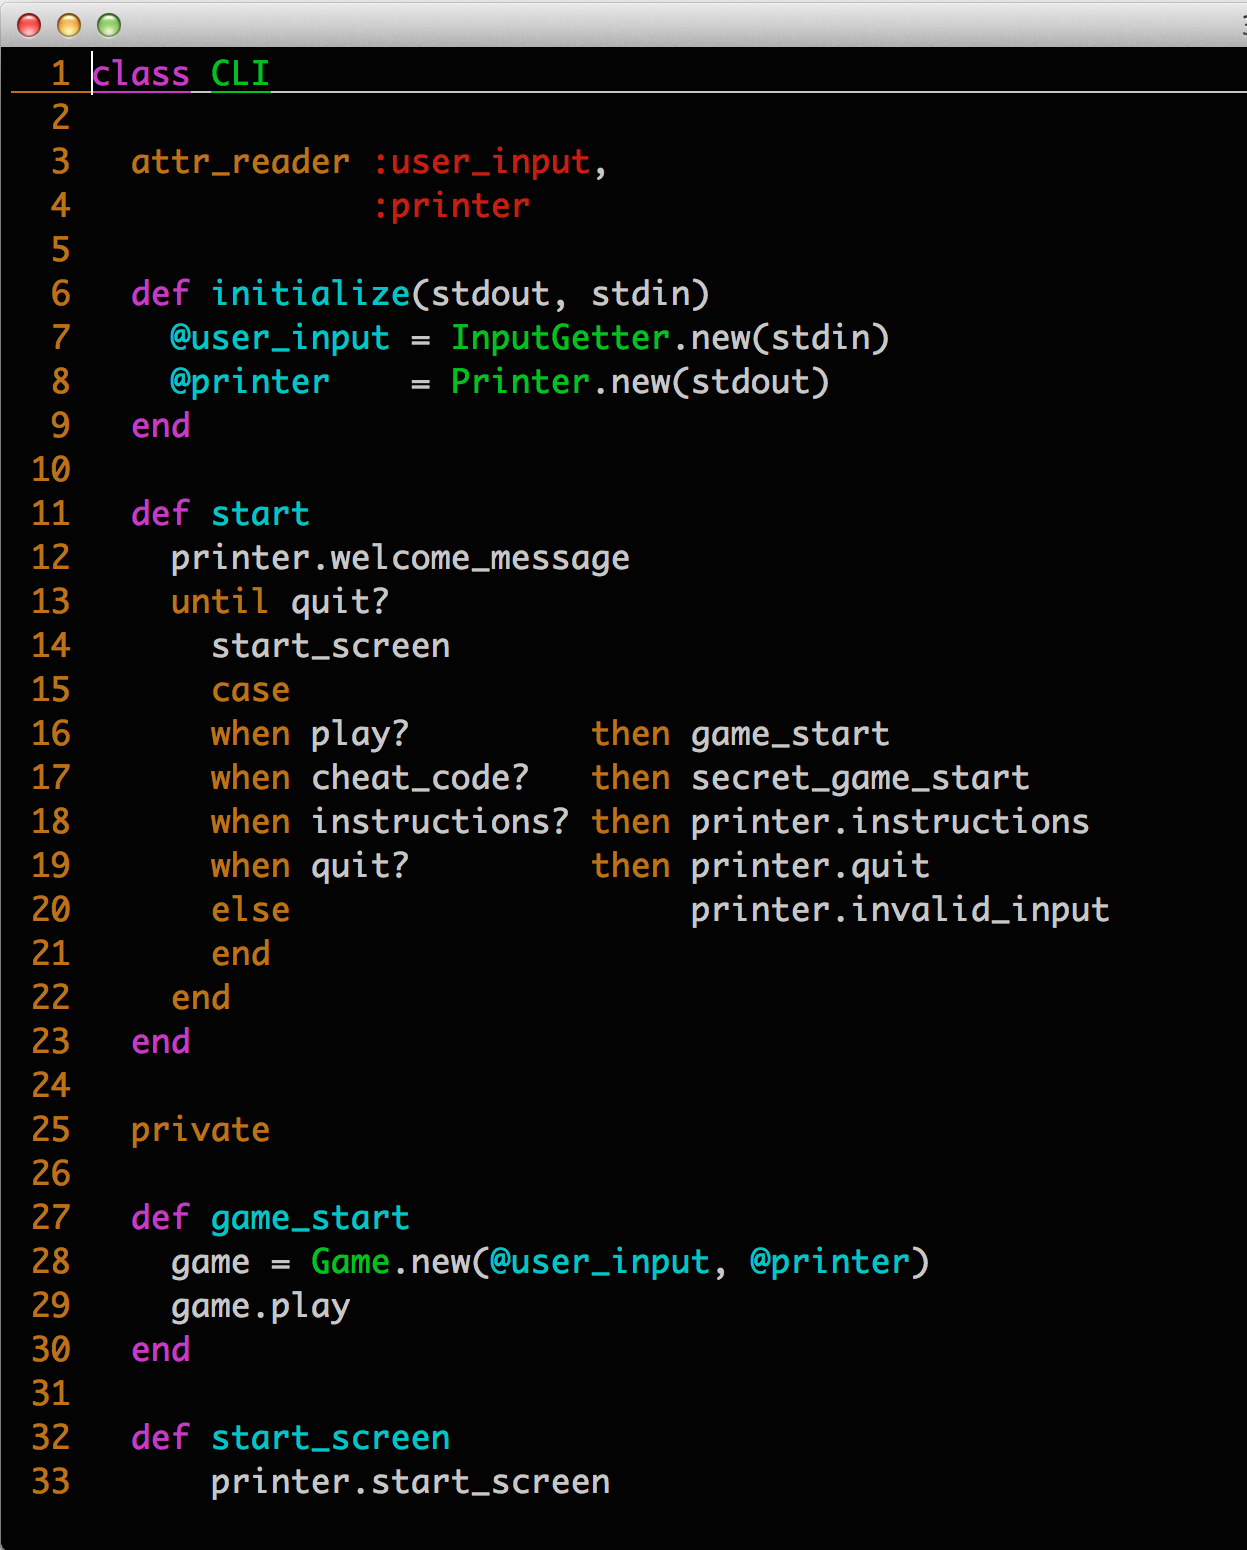 1 class CLI
2
3   attr_reader :user_input,
4               :printer
5
6   def initialize(stdout, stdin)
7     @user_input = InputGetter.new(stdin)
8     @printer    = Printer.new(stdout)
9   end
10
11   def start
12     printer.welcome_message
13     until quit?
14       start_screen
15       case
16       when play?         then game_start
17       when cheat_code?   then secret_game_start
18       when instructions? then printer.instructions
19       when quit?         then printer.quit
20       else                    printer.invalid_input
21       end
22     end
23   end
24
25   private
26
27   def game_start
28     game = Game.new(@user_input, @printer)
29     game.play
30   end
31
32   def start_screen
33       printer.start_screen